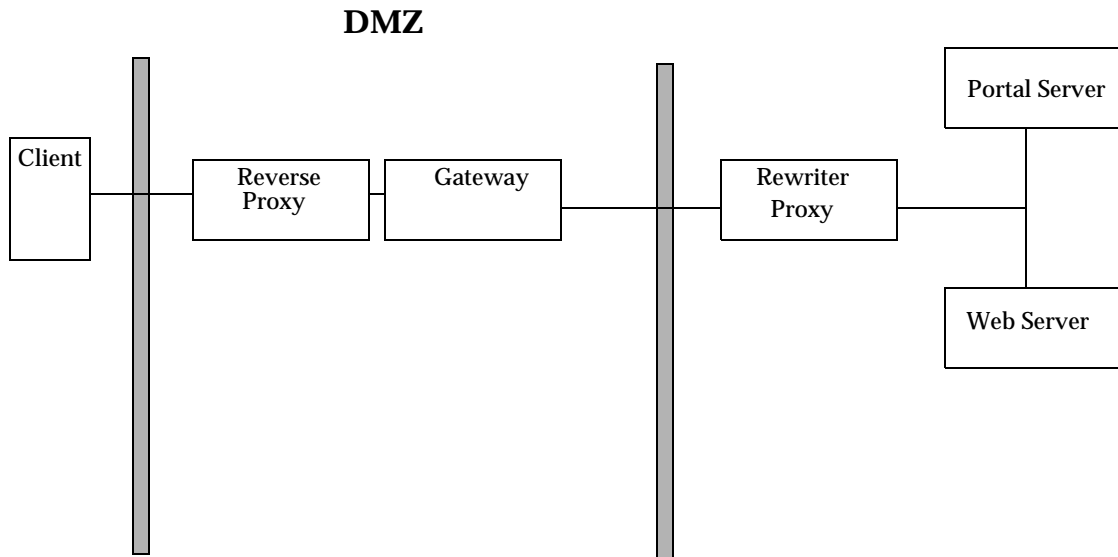 DMZ
Portal Server
Client
Reverse
Proxy
Gateway
Rewriter
Proxy
Web Server